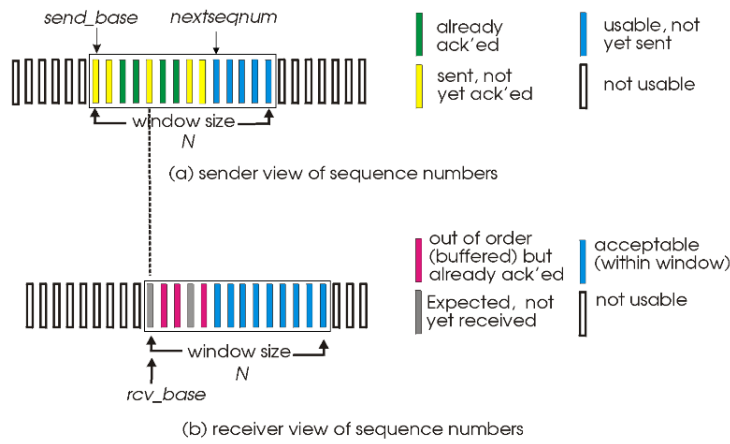 send_base
nextseqnum
already
ack'ed
usable, not
yet sent
sent, not
yet ack'ed
not usable
window size
N
(a) sender view of sequence numbers
out of order
(buffered) but
already ack'ed
acceptable
(within window)
Expected, not
yet received
not usable
window size
N
rcv_base
(b) receiver view of sequence numbers